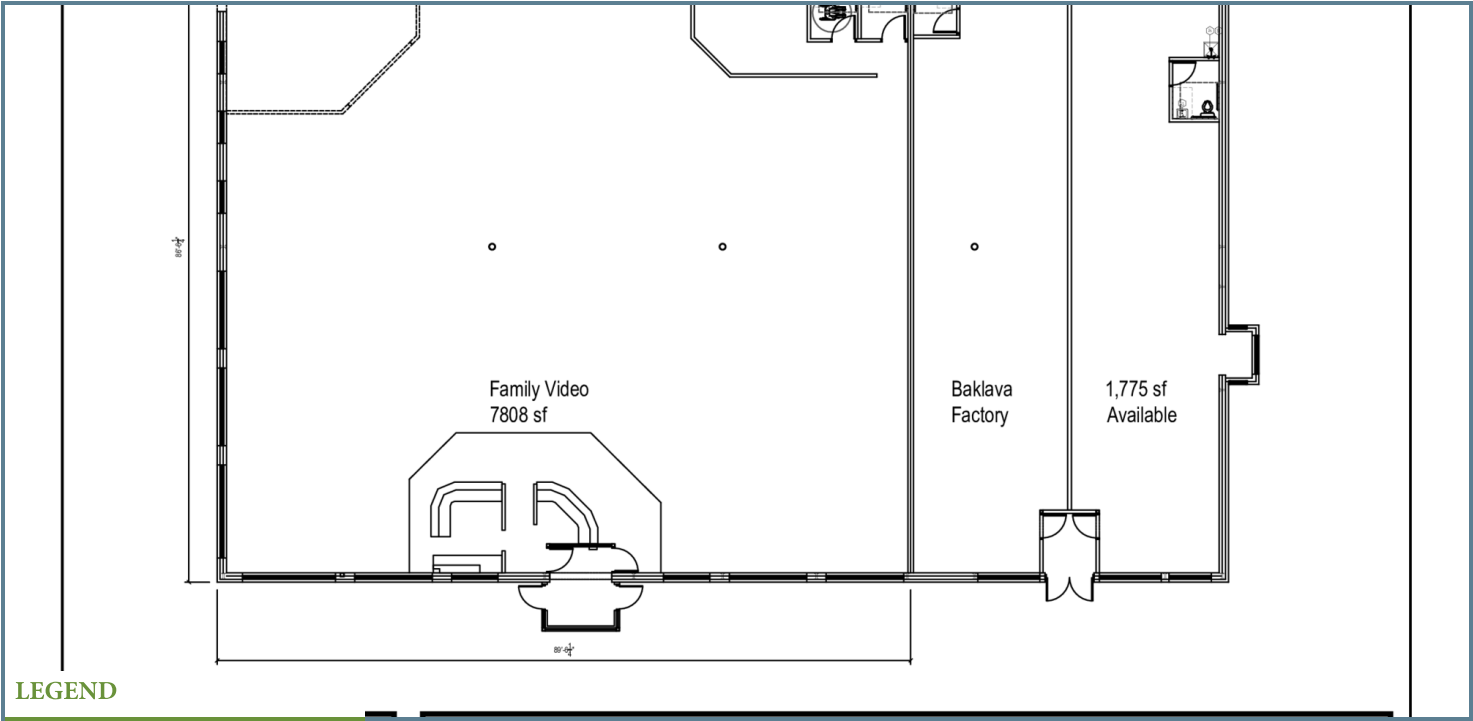 Family Video
7808 sf
Baklava
Factory
1,775 sf
Available
LEGEND